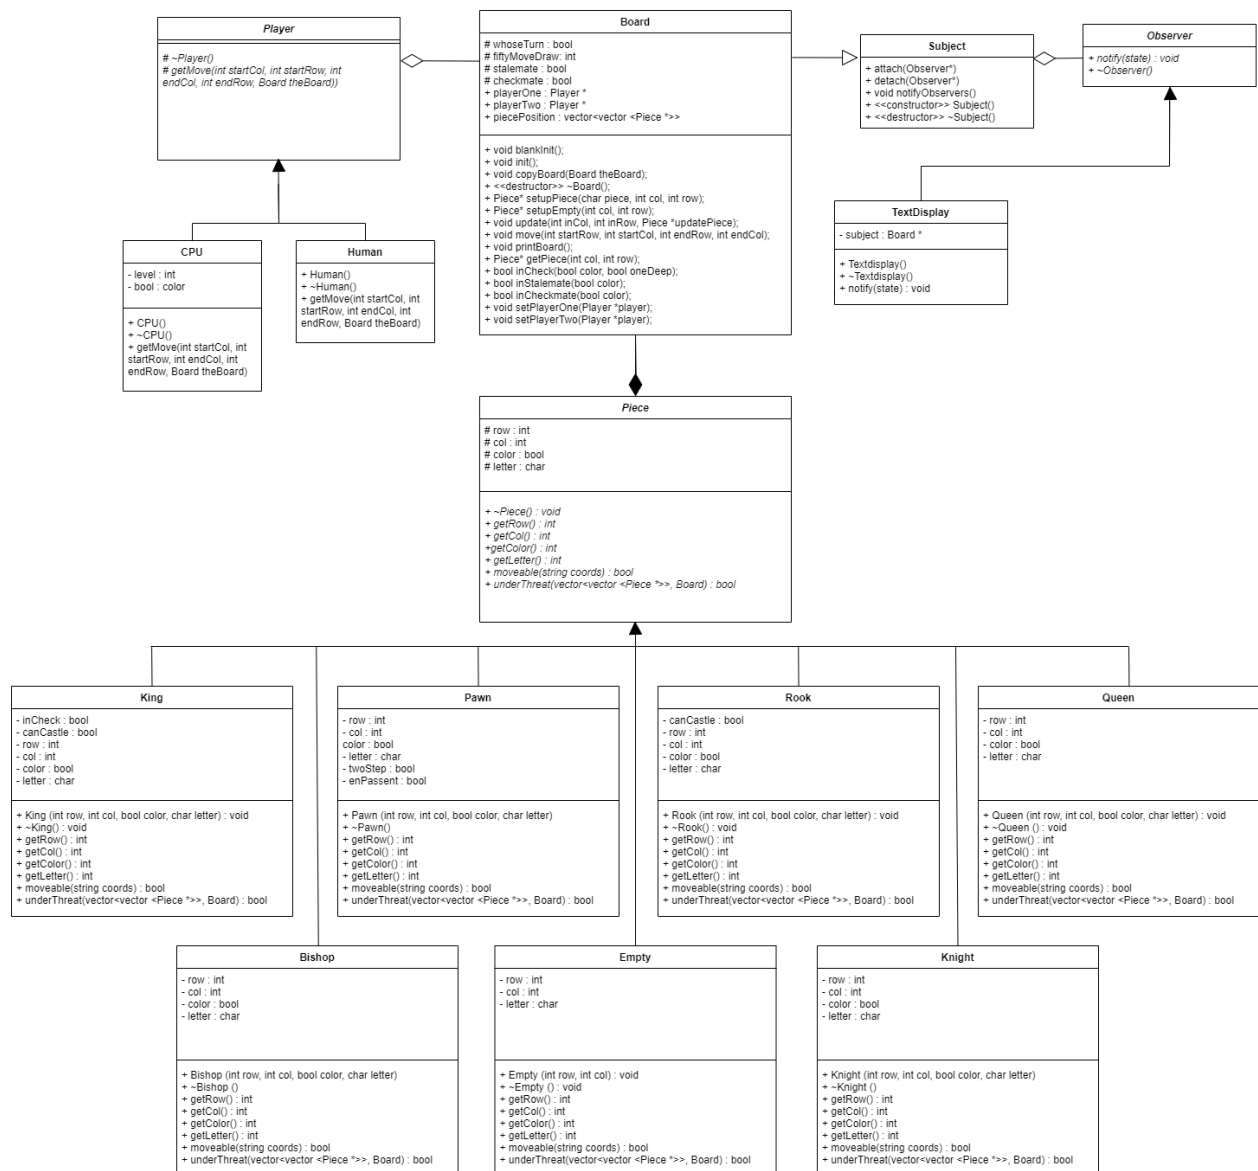 Player
# ~Player()
# getMove(int startCol, int startRow, int
endCol, int endRow, Board theBoard))
Board
# whoseTurn : bool
# fiftyMoveDraw: int
# stalemate : bool
# checkmate : bool
+ playerOne : Player *
+ playerTwo : Player *
+ piecePosition : vector<vector <Piece *>>
+ void blankInit();
+ void init();
+ void copyBoard(Board theBoard);
+ <<destructor>> ~Board();
+ Piece* setupPiece(char piece, int col, int row);
+ Piece* setupEmpty(int col, int row);
+ void update(int inCol, int inRow, Piece *updatePiece);
+ void move(int startRow, int startCol, int endRow, int endCol);
+ void printBoard();
+ Piece* getPiece(int col, int row);
+ bool inCheck(bool color, bool oneDeep);
+ bool inStalemate(bool color);
+ bool inCheckmate(bool color);
+ void setPlayerOne(Player *player);
+ void setPlayerTwo(Player *player);
Subject
+ attach(Observer*)
+ detach(Observer*)
+ void notifyObservers()
+ <<constructor>> Subject()
+ <<destructor>> ~Subject()
Observer
+ notify(state) : void
+ ~Observer()
CPU
- level : int
- bool : color
+ CPU()
+ ~CPU()
+ getMove(int startCol, int
startRow, int endCol, int
endRow, Board theBoard)
Human
+ Human()
+ ~Human()
+ getMove(int startCol, int
startRow, int endCol, int
endRow, Board theBoard)
TextDisplay
- subject : Board *
+ Textdisplay()
+ ~Textdisplay()
+ notify(state) : void
Piece
# row : int
# col : int
# color : bool
# letter : char
+ ~Piece() : void
+ getRow() : int
+ getCol() : int
+getColor() : int
+ getLetter() : int
+ moveable(string coords) : bool
+ underThreat(vector<vector <Piece *>>, Board) : bool
King
- inCheck : bool
- canCastle : bool
- row : int
- col : int
- color : bool
- letter : char
+ King (int row, int col, bool color, char letter) : void
+ ~King() : void
+ getRow() : int
+ getCol() : int
+ getColor() : int
+ getLetter() : int
+ moveable(string coords) : bool
+ underThreat(vector<vector <Piece *>>, Board) : bool
Pawn
- row : int
- col : int
color : bool
- letter : char
- twoStep : bool
- enPassent : bool
+ Pawn (int row, int col, bool color, char letter)
+ ~Pawn()
+ getRow() : int
+ getCol() : int
+ getColor() : int
+ getLetter() : int
+ moveable(string coords) : bool
+ underThreat(vector<vector <Piece *>>, Board) : bool
Rook
- canCastle : bool
- row : int
- col : int
- color : bool
- letter : char
+ Rook (int row, int col, bool color, char letter) : void
+ ~Rook() : void
+ getRow() : int
+ getCol() : int
+ getColor() : int
+ getLetter() : int
+ moveable(string coords) : bool
+ underThreat(vector<vector <Piece *>>, Board) : bool
Queen
- row : int
- col : int
- color : bool
- letter : char
+ Queen (int row, int col, bool color, char letter) : void
+ ~Queen () : void
+ getRow() : int
+ getCol() : int
+ getColor() : int
+ getLetter() : int
+ moveable(string coords) : bool
+ underThreat(vector<vector <Piece *>>, Board) : bool
Bishop
- row : int
- col : int
- color : bool
- letter : char
+ Bishop (int row, int col, bool color, char letter)
+ ~Bishop ()
+ getRow() : int
+ getCol() : int
+ getColor() : int
+ getLetter() : int
+ moveable(string coords) : bool
+ underThreat(vector<vector <Piece *>>, Board) : bool
Empty
- row : int
- col : int
- letter : char
+ Empty (int row, int col) : void
+ ~Empty () : void
+ getRow() : int
+ getCol() : int
+ getColor() : int
+ getLetter() : int
+ moveable(string coords) : bool
+ underThreat(vector<vector <Piece *>>, Board) : bool
Knight
- row : int
- col : int
- color : bool
- letter : char
+ Knight (int row, int col, bool color, char letter)
+ ~Knight ()
+ getRow() : int
+ getCol() : int
+ getColor() : int
+ getLetter() : int
+ moveable(string coords) : bool
+ underThreat(vector<vector <Piece *>>, Board) : bool